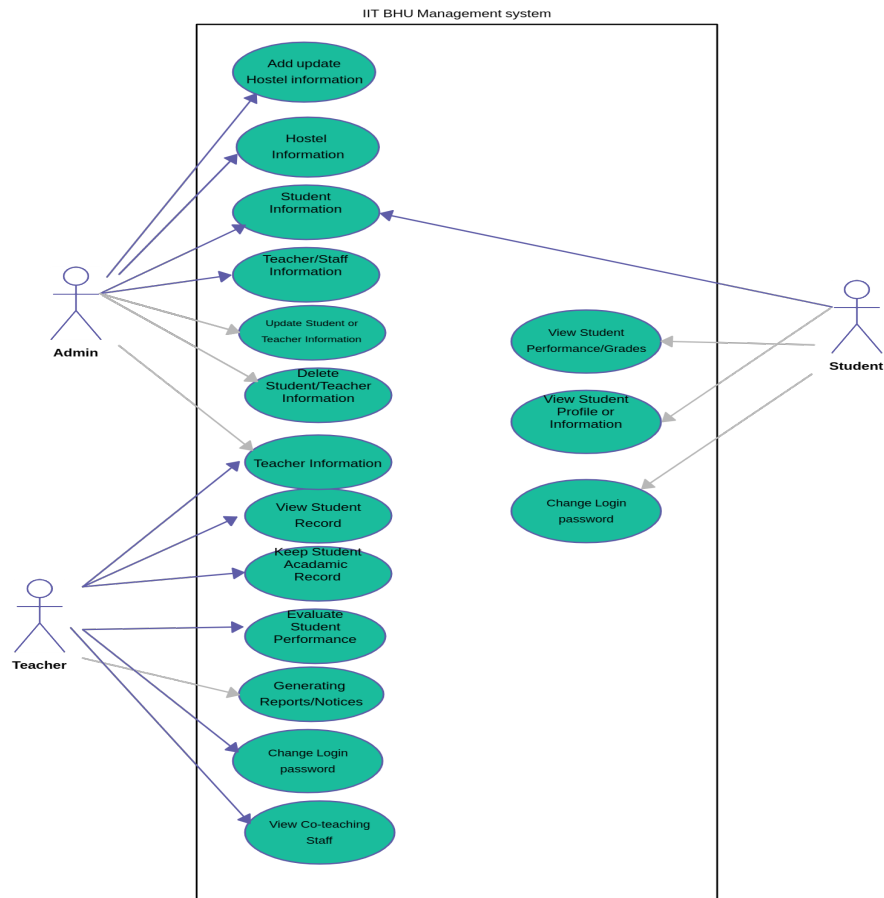 IIT BHU Management system
Add update
Hostel information
Hostel
Information
Student
Information
Teacher/Staff
Information
Update Student or
Teacher Information
Delete
Student/Teacher
Information
Teacher Information
View Student
Record
Keep Student
Acadamic
Record
Evaluate
Student
Performance
Generating
Reports/Notices
Change Login
password
View Co-teaching
Staff
Admin
Teacher
View Student
Performance/Grades
View Student
Profile or
Information
Change Login
password
Student